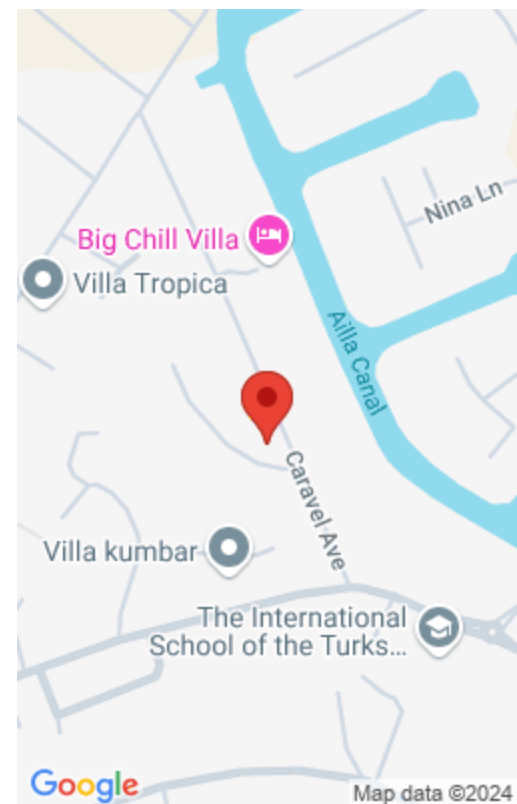 Nina Ln
Big Chill Villa
Villa Tropica
Ailla Canal
Caravel Ave
Villa kumbar
The International
School of the Turks...
Google
Map data ©2024